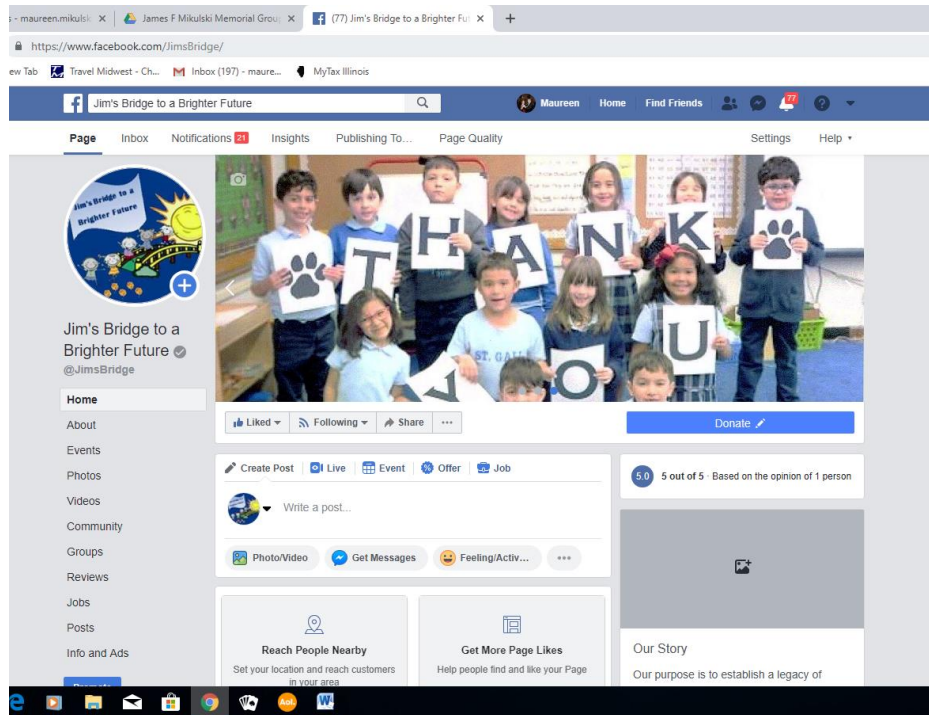 s - maureen.mikulsk
James F Mikulski Memorial Grou
(77) Jim's Bridge to a Brighter Fu
https://www.facebook.com/JimsBridge/
ew Tab Travel Midwest - Ch... Inbox (197) - maure... MyTax Illinois
Jim's Bridge to a Brighter Future Maureen Home Find Friends 77
Page Inbox Notifications 21 Insights Publishing To... Page Quality Settings Help
Jim's Bridge to a
Brighter Future
THANK
YOU
ST. GALL
Jim's Bridge to a
Brighter Future
@JimsBridge
Home
About
Events
Photos
Videos
Community
Groups
Reviews
Jobs
Posts
Info and Ads
Promote
Liked Following Share ...
Donate
Create Post Live Event Offer Job
Write a post...
Photo/Video Get Messages Feeling/Activ... ...
5.0 5 out of 5 · Based on the opinion of 1 person
Reach People Nearby
Set your location and reach customers
in your area
Get More Page Likes
Help people find and like your Page
Our Story
Our purpose is to establish a legacy of
Aol.
W